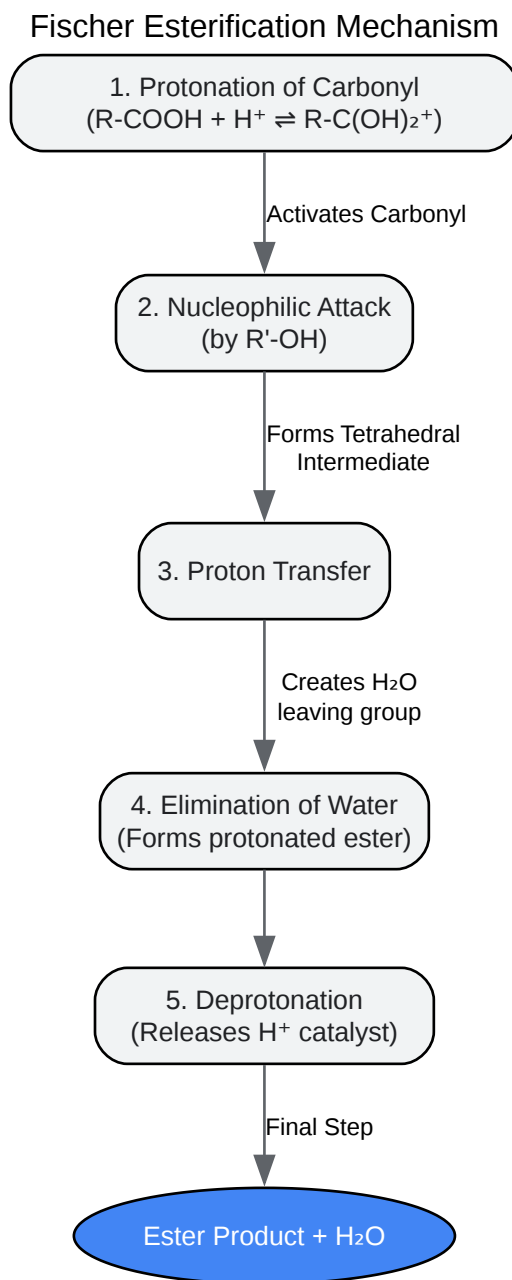 Fischer Esterification Mechanism
1. Protonation of Carbonyl
(R-COOH + H⁺ ⇌ R-C(OH)₂⁺)
Activates Carbonyl
2. Nucleophilic Attack
(by R'-OH)
Forms Tetrahedral
Intermediate
3. Proton Transfer
Creates H₂O
leaving group
4. Elimination of Water
(Forms protonated ester)
5. Deprotonation
(Releases H⁺ catalyst)
Final Step
Ester Product + H₂O